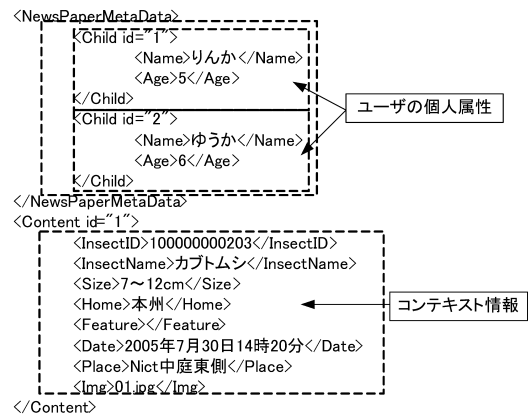 <NewsPaperMetaData>
<Child id="1">
<Name>りんか</Name>
<Age>5</Age>
</Child>
<Child id="2">
<Name>ゆうか</Name>
<Age>6</Age>
</Child>
ユーザの個人属性
</NewsPaperMetaData>
<Content id="1">
<InsectID>100000000203</InsectID>
<InsectName>カブトムシ</InsectName>
<Size>7～12cm</Size>
<Home>本州</Home>
<Feature></Feature>
<Date>2005年7月30日14時20分</Date>
<Place>Nict中庭東側</Place>
<Img>01.jpg</Img>
コンテキスト情報
</Content>